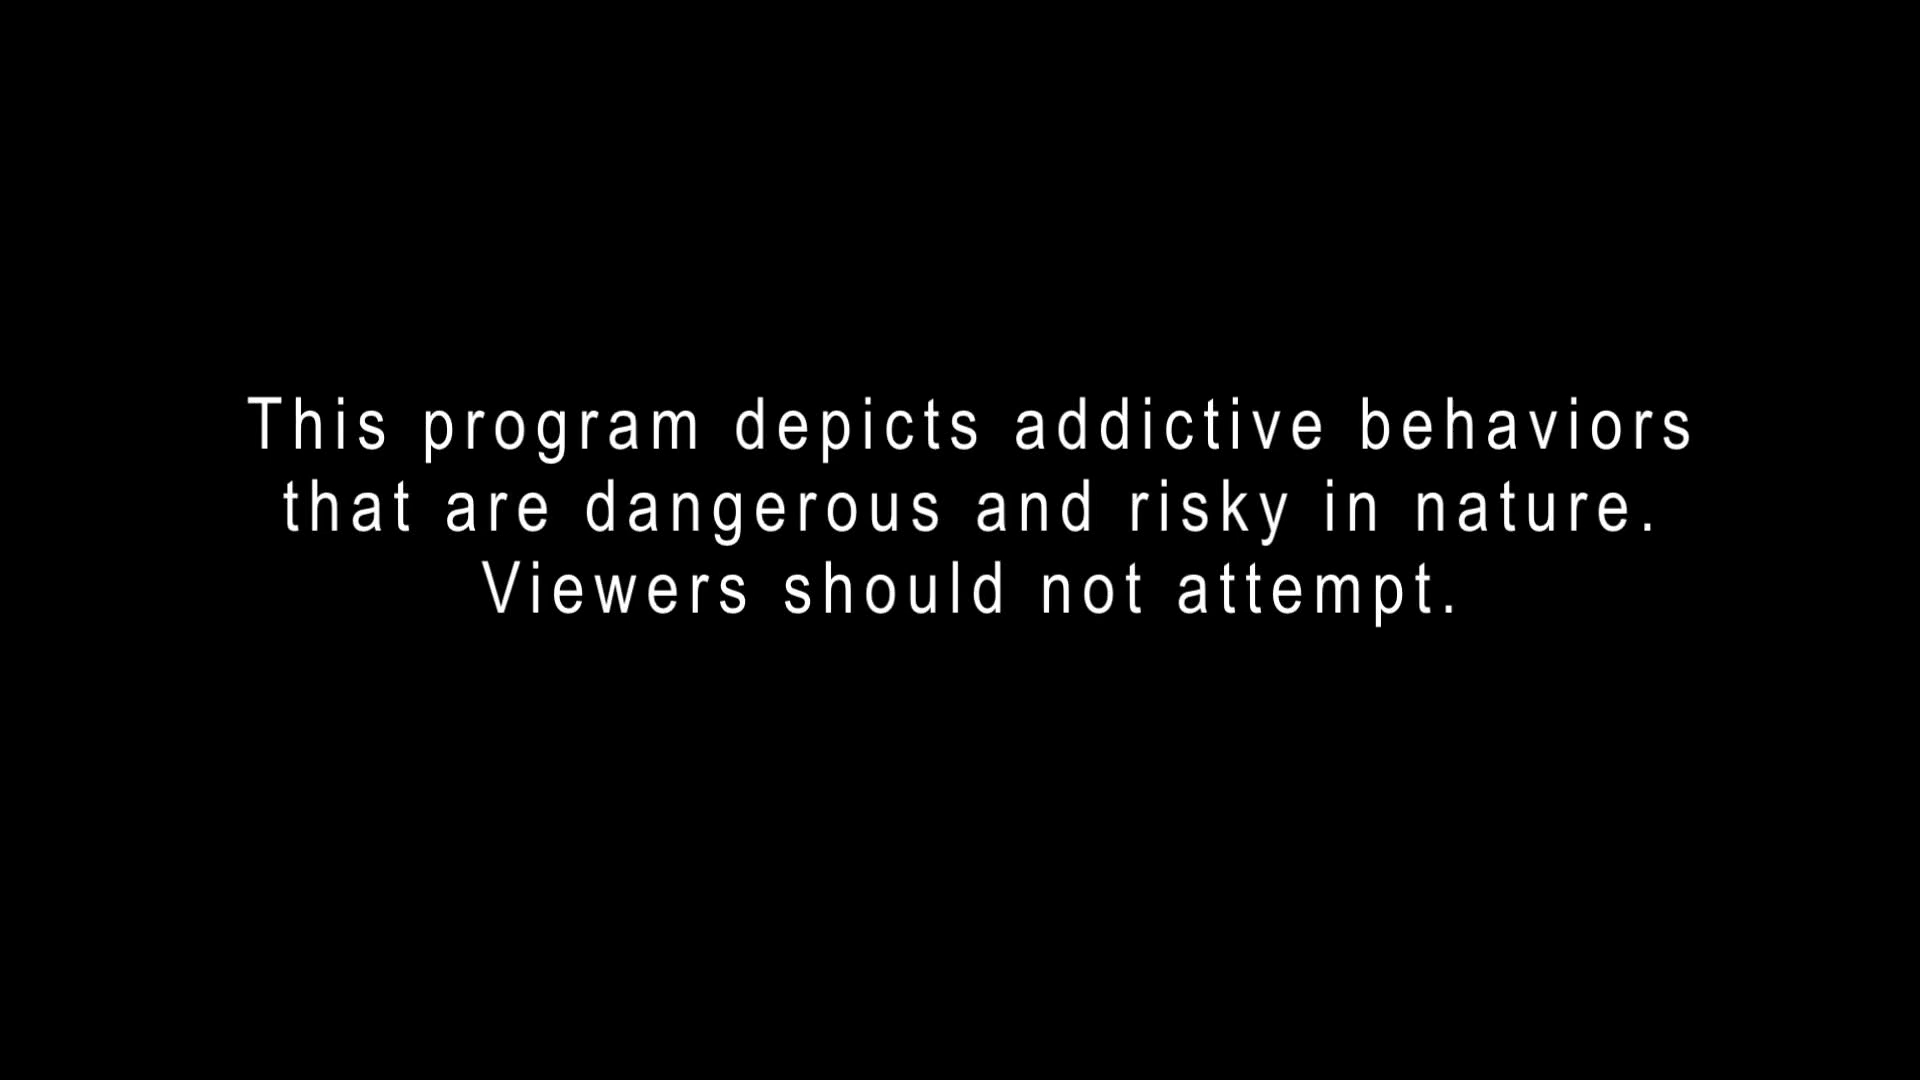 This program depicts addictive behaviors
that are dangerous and risky in nature.
Viewers should not attempt.